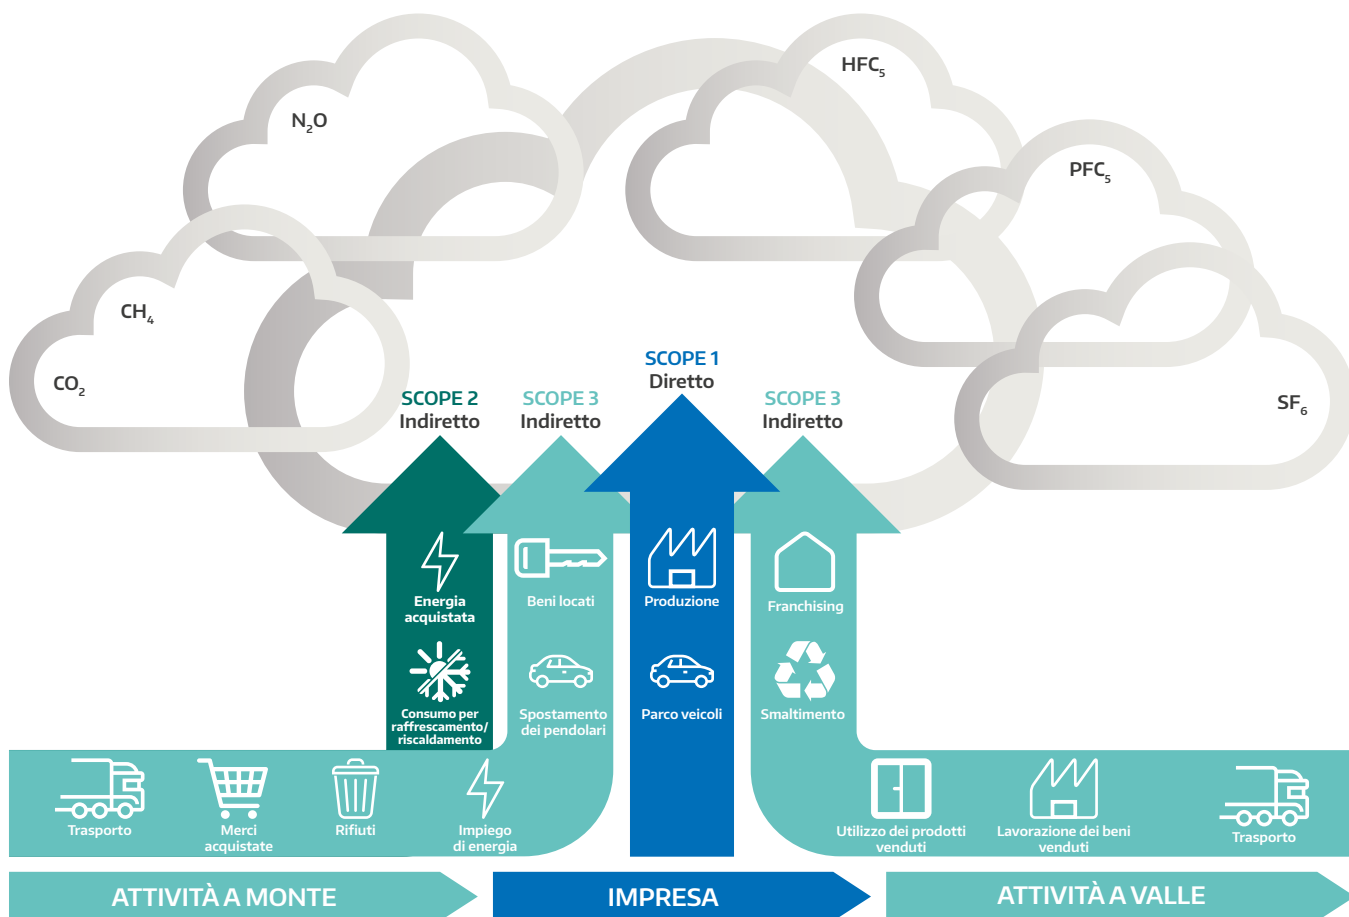 HFC₅
N₂O
PFC₅
CH₄
CO₂
SF₆
SCOPE 1
Diretto
SCOPE 2
Indiretto
SCOPE 3
Indiretto
SCOPE 3
Indiretto
Energia
acquistata
Beni locati
Produzione
Franchising
Consumo per
raffrescamento/
riscaldamento
Spostamento
dei pendolari
Parco veicoli
Smaltimento
Trasporto
Merci
acquistate
Rifiuti
Impiego
di energia
Utilizzo dei prodotti
venduti
Lavorazione dei beni
venduti
Trasporto
ATTIVITÀ A MONTE
IMPRESA
ATTIVITÀ A VALLE